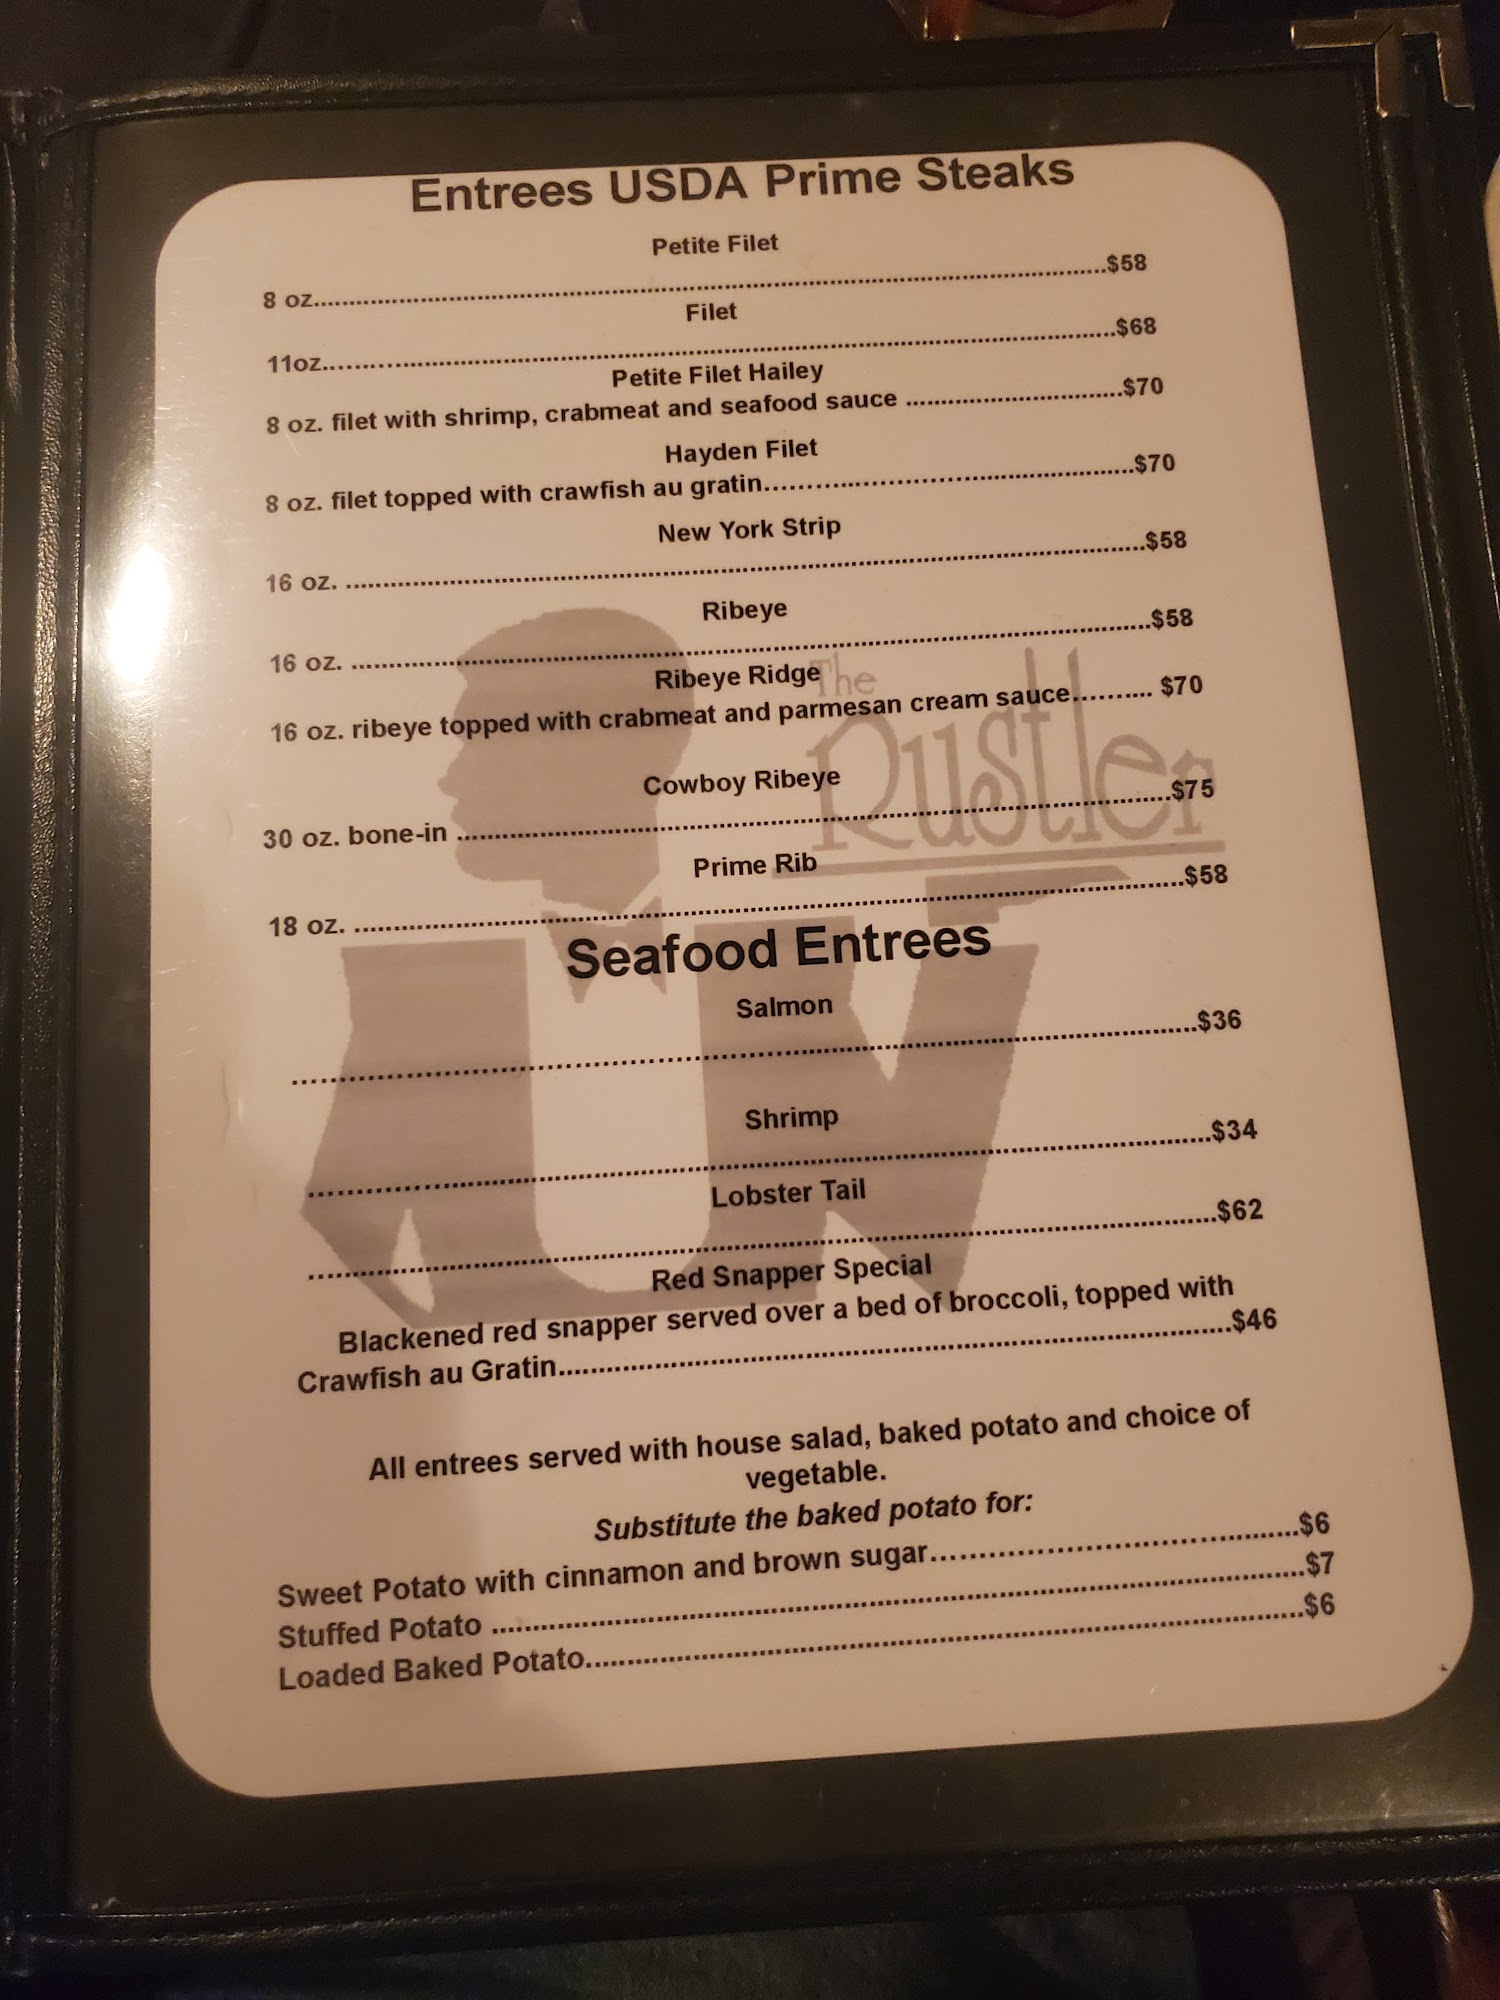 Entrees USDA Prime Steaks
Petite Filet
8 oz.......................$58
Filet
11oz.......................$68
Petite Filet Hailey
8 oz. filet with shrimp, crabmeat and seafood sauce .......................$70
Hayden Filet
8 oz. filet topped with crawfish au gratin.......................$70
New York Strip
16 oz. .......................$58
Ribeye
16 oz. .......................$58
Ribeye Ridge
16 oz. ribeye topped with crabmeat and parmesan cream sauce.......... $70
Cowboy Ribeye
30 oz. bone-in .......................$75
Prime Rib
18 oz. .......................$58
The
Rustler
Seafood Entrees
Salmon
.......................$36
Shrimp
.......................$34
Lobster Tail
.......................$62
Red Snapper Special
Blackened red snapper served over a bed of broccoli, topped with
Crawfish au Gratin.......................$46
All entrees served with house salad, baked potato and choice of
vegetable.
Substitute the baked potato for:
Sweet Potato with cinnamon and brown sugar.......................$6
Stuffed Potato .......................$7
Loaded Baked Potato.......................$6